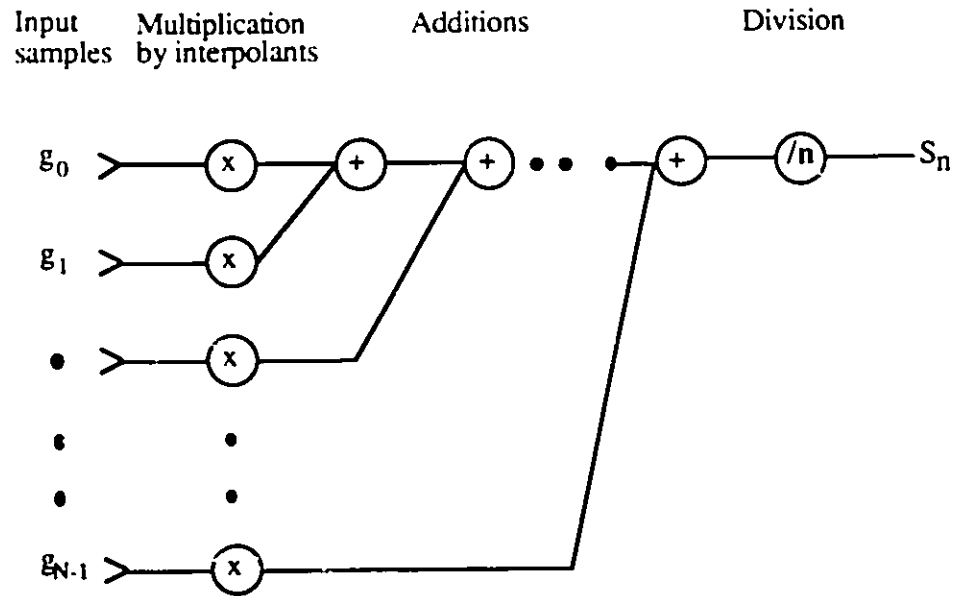 Input Multiplication Additions Division
samples by interpolants
g0 x + + + /n Sn
g1 x
x
gN-1 x